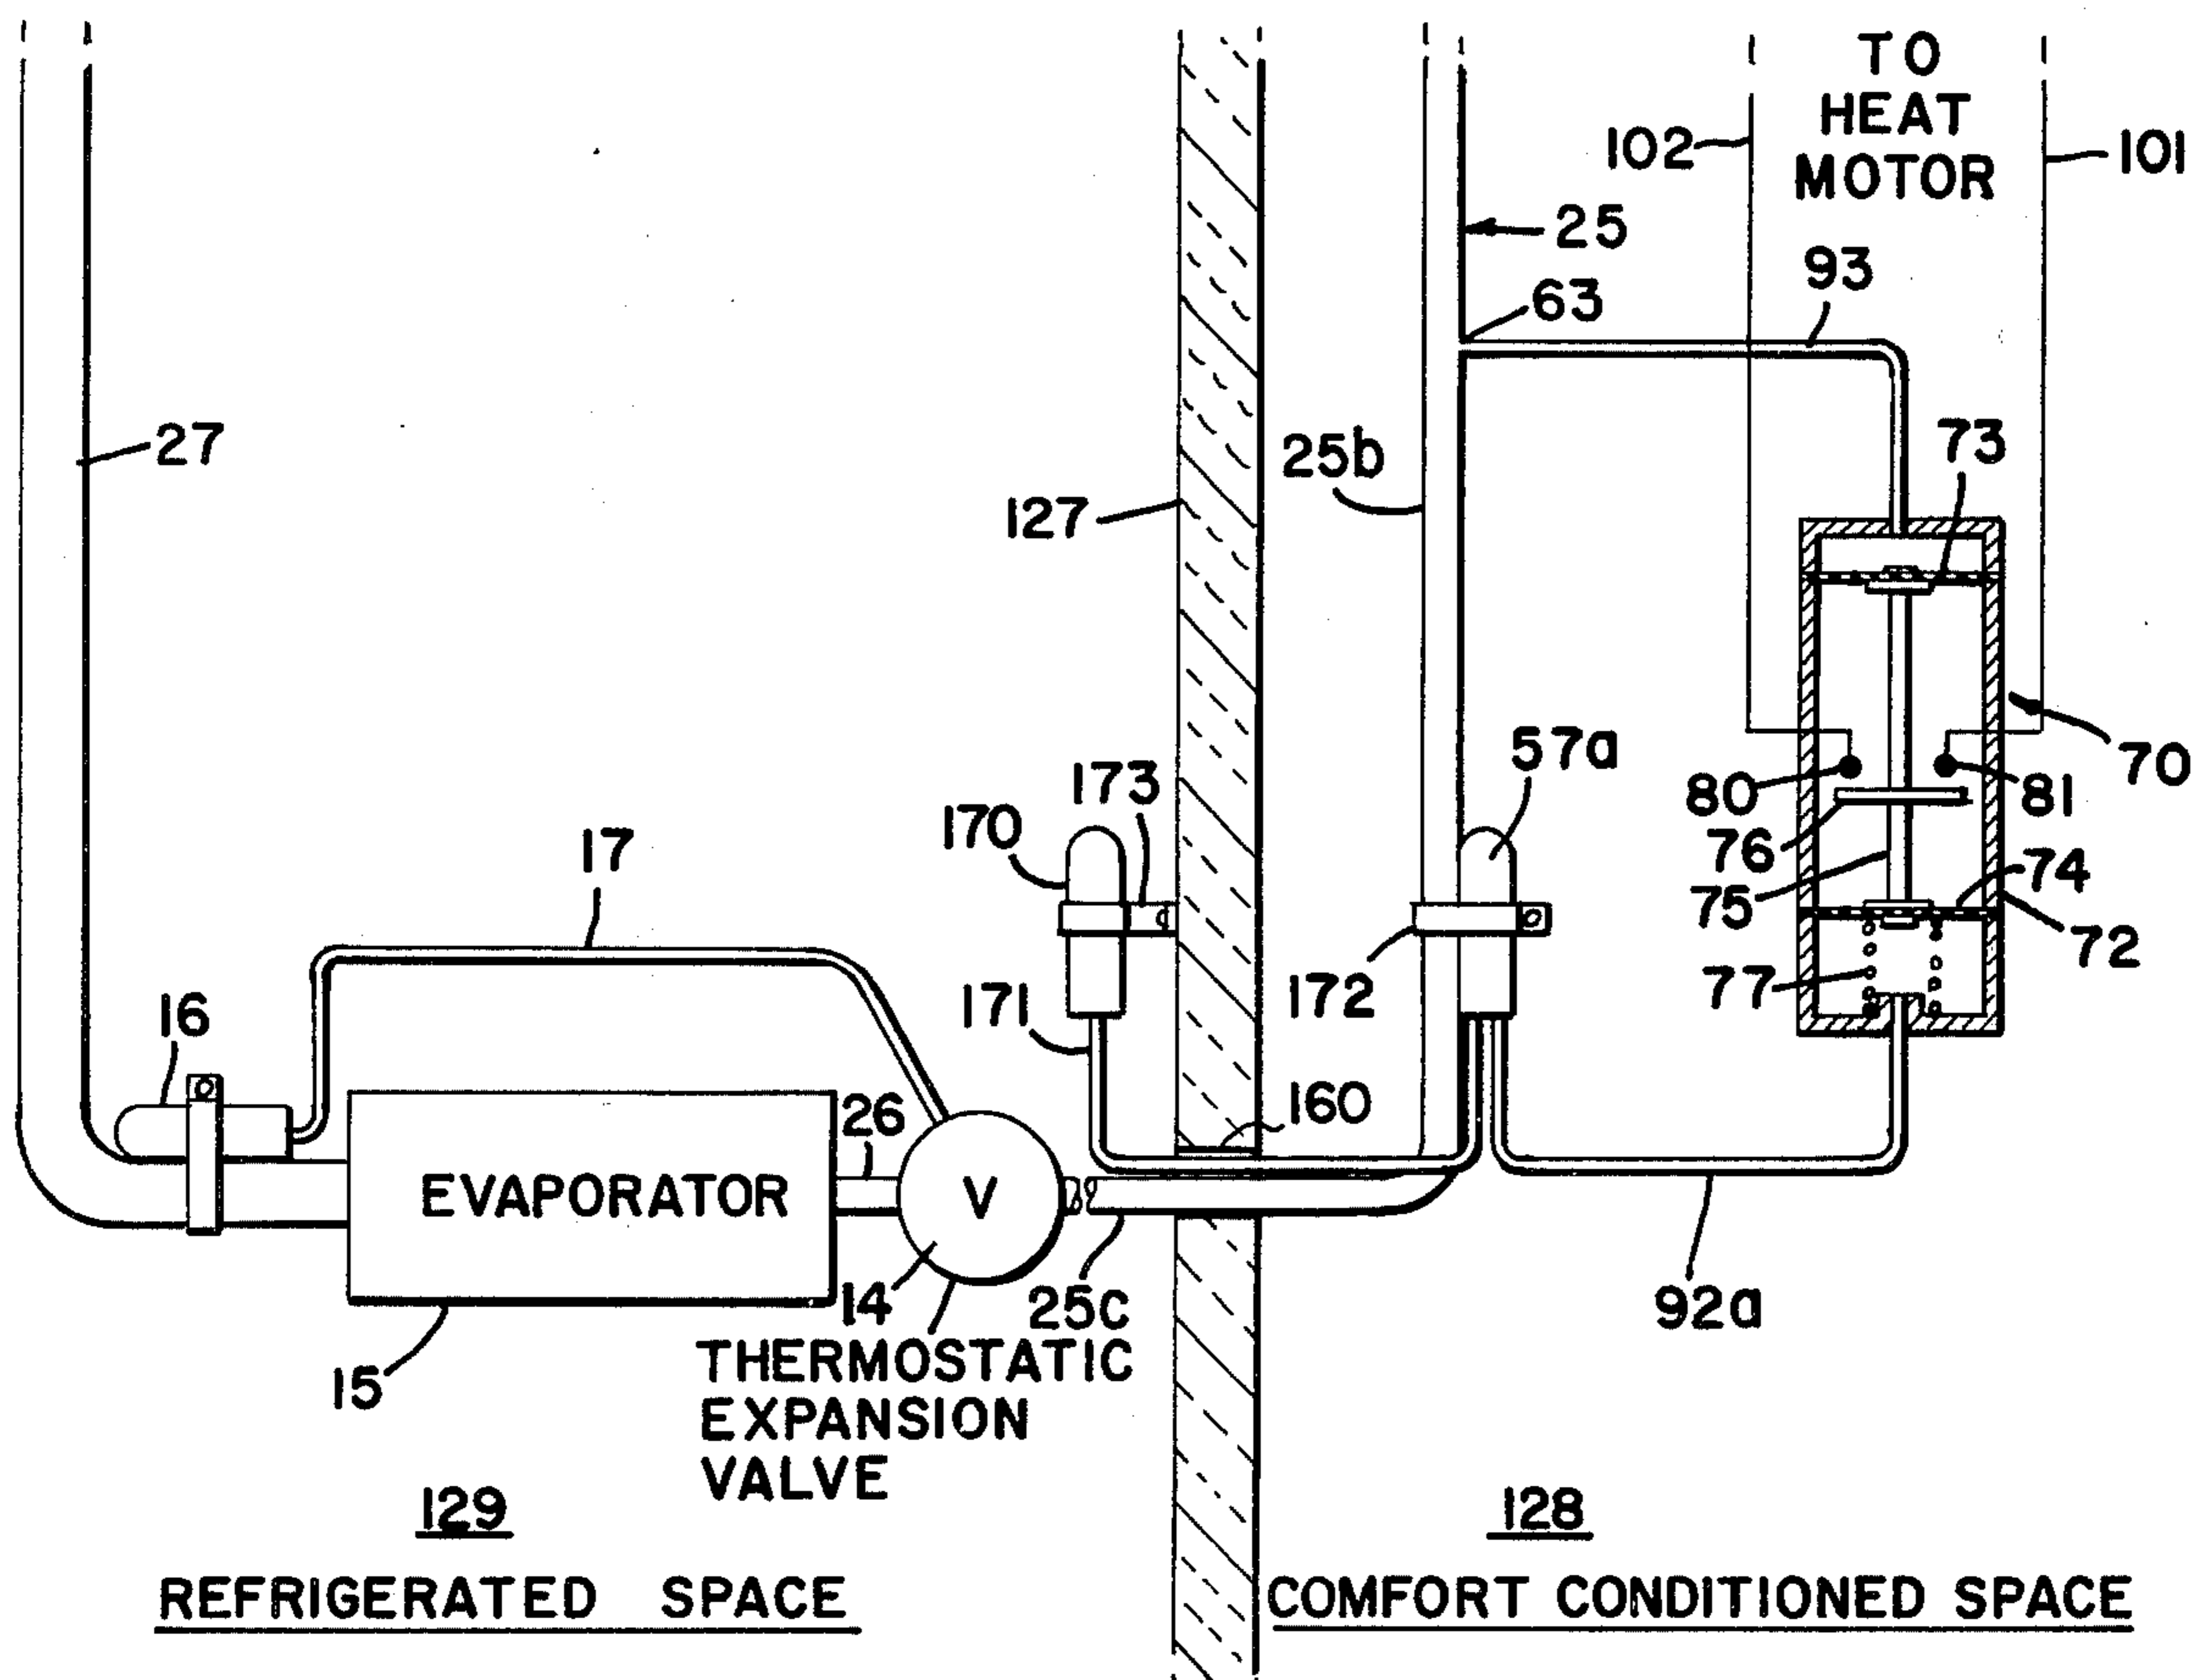 TO
HEAT
MOTOR
102
101
25
63
93
27
73
25b
127
57a
173
70
170
80
81
76
17
74
75
72
77
172
16
171
160
26
EVAPORATOR
V
14
25c
92a
THERMOSTATIC
EXPANSION
VALVE
15
129
128
REFRIGERATED SPACE
COMFORT CONDITIONED SPACE